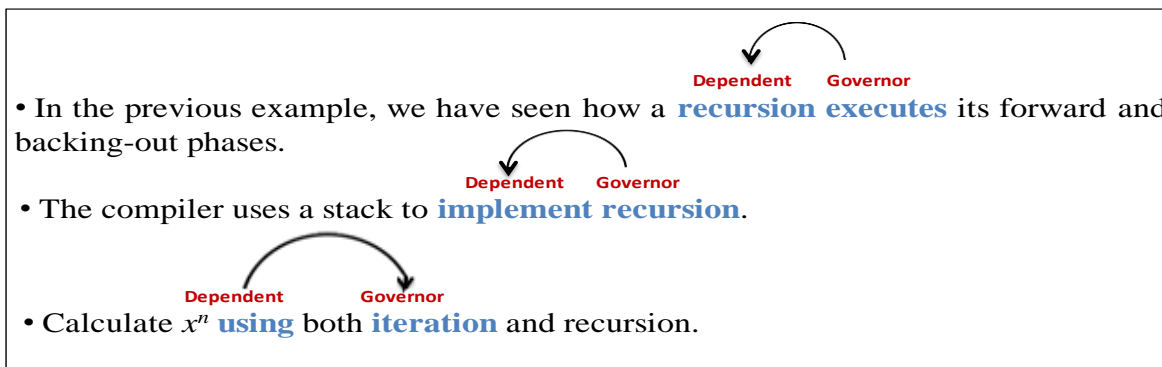 Dependent Governor
• In the previous example, we have seen how a recursion executes its forward and
backing-out phases.
Dependent Governor
• The compiler uses a stack to implement recursion.
Dependent Governor
• Calculate xⁿ using both iteration and recursion.